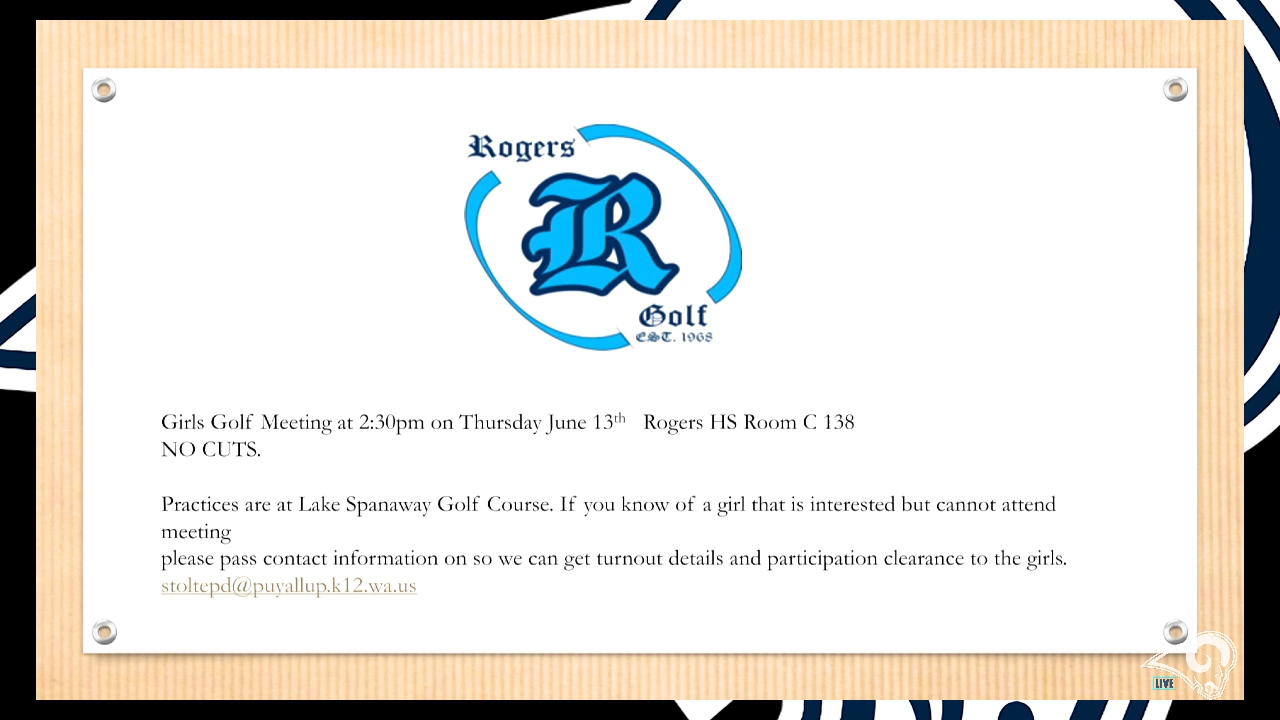 Rogers
R
Golf
EST. 1968
Girls Golf Meeting at 2:30pm on Thursday June 13th Rogers HS Room C 138
NO CUTS.
Practices are at Lake Spanaway Golf Course. If you know of a girl that is interested but cannot attend
meeting
please pass contact information on so we can get turnout details and participation clearance to the girls.
stoltepd@puyallup.k12.wa.us
LIVE